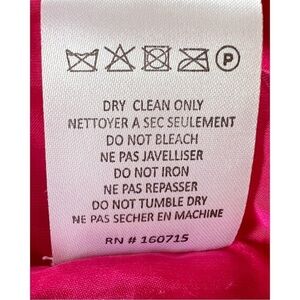 P
DRY CLEAN ONLY
NETTOYER A SEC SEULEMENT
DO NOT BLEACH
NE PAS JAVELLISER
DO NOT IRON
NE PAS REPASSER
DO NOT TUMBLE DRY
NE PAS SECHER EN MACHINE
RN # 160715